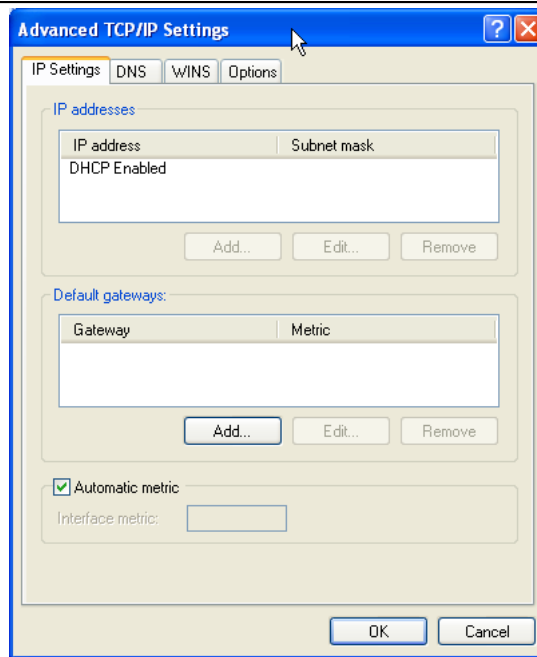 Advanced TCP/IP Settings
IP Settings DNS WINS Options
IP addresses
IP address Subnet mask
DHCP Enabled
Add... Edit... Remove
Default gateways:
Gateway Metric
Add... Edit... Remove
Automatic metric
Interface metric:
OK Cancel